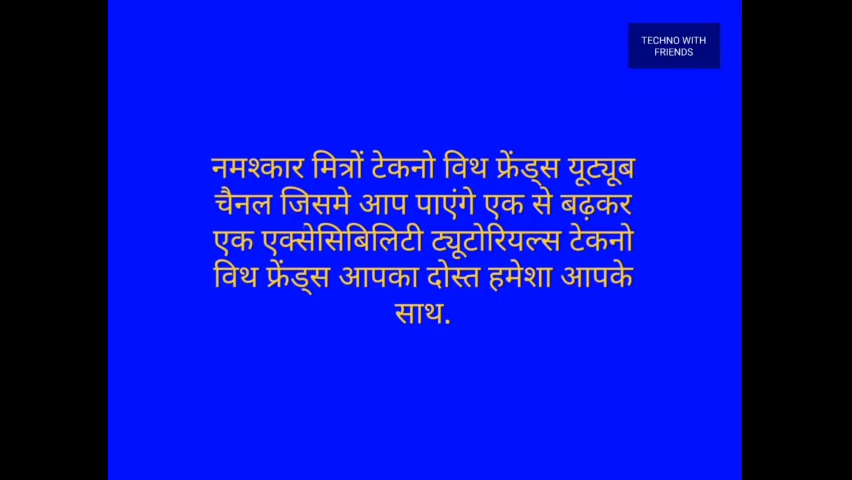 TECHNO WITH
FRIENDS
नमश्कार मित्रों टेकनो विथ फ्रेंड्स यूट्यूब
चैनल जिसमे आप पाएंगे एक से बढ़कर
एक एक्सेसिबिलिटी ट्यूटोरियल्स टेकनो
विथ फ्रेंड्स आपका दोस्त हमेशा आपके
साथ.